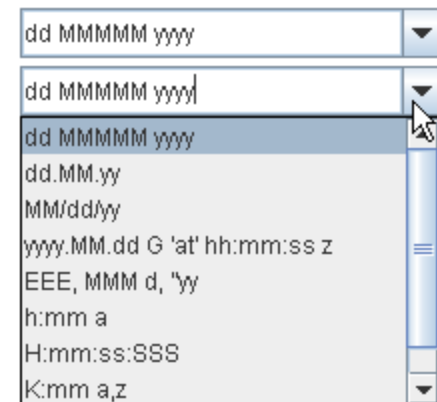 dd MMMMM yyyy
dd MMMMM yyyy
dd MMMMM yyyy
dd.MM.yy
MM/dd/yy
yyyy.MM.dd G 'at' hh:mm:ss z
EEE, MMM d, ''yy
h:mm a
H:mm:ss:SSS
K:mm a,z